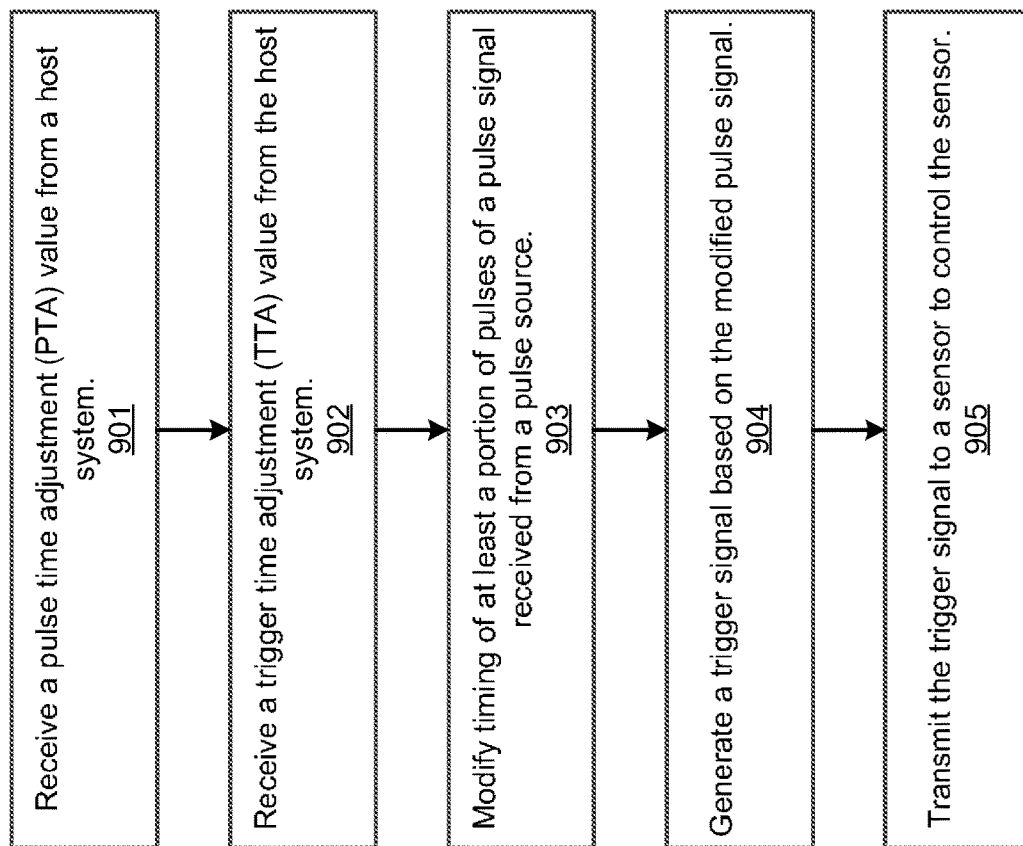 Receive a pulse time adjustment (PTA) value from a host
system.
901
Receive a trigger time adjustment (TTA) value from the host
system.
902
Modify timing of at least a portion of pulses of a pulse signal
received from a pulse source.
903
Generate a trigger signal based on the modified pulse signal.
904
Transmit the trigger signal to a sensor to control the sensor.
905